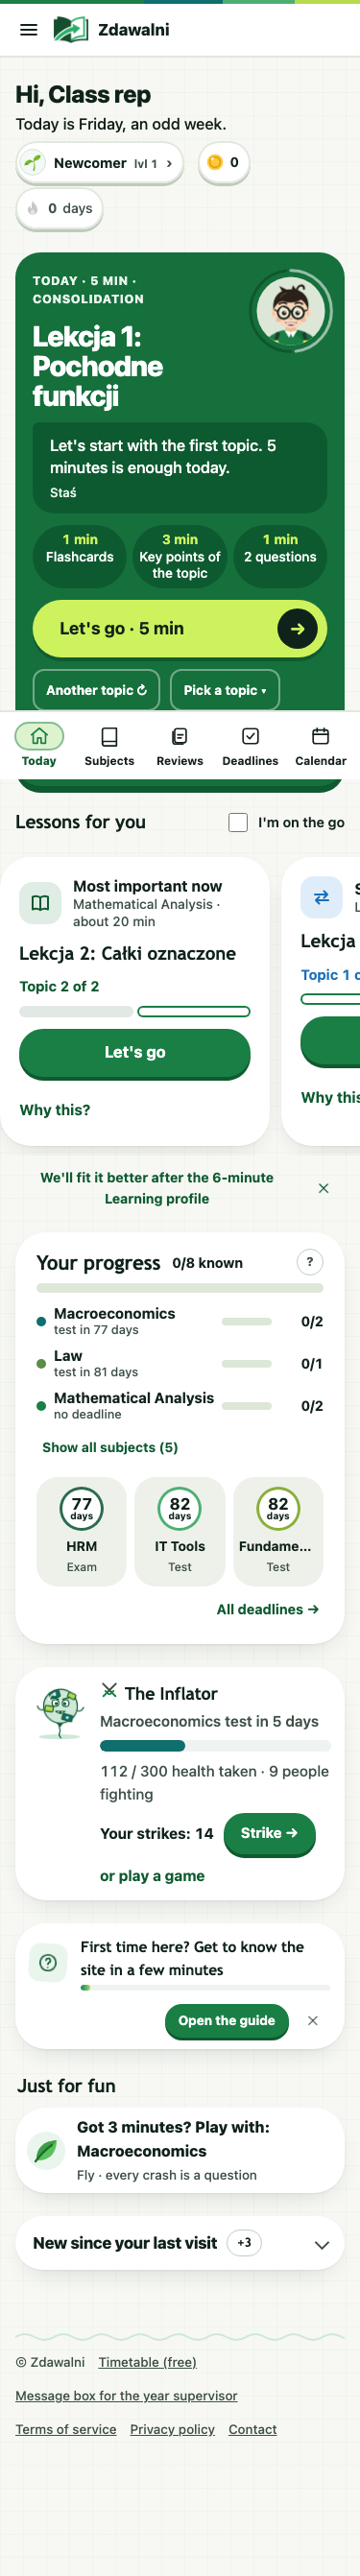 Zdawalni
Hi, Class rep
Today is Friday, an odd week.
Newcomer lvl 1 ›
0
0 days
TODAY · 5 MIN ·
CONSOLIDATION
Lekcja 1:
Pochodne
funkcji
Let's start with the first topic. 5
minutes is enough today.
Staś
1 min
Flashcards
3 min
Key points of
the topic
1 min
2 questions
Let's go · 5 min
Another topic
Pick a topic
Today
Subjects
Reviews
Deadlines
Calendar
Lessons for you
I'm on the go
Most important now
Mathematical Analysis ·
about 20 min
Lekcja 2: Całki oznaczone
Topic 2 of 2
Let's go
Why this?
S
L
Lekcja
Topic 1 o
Why this
We'll fit it better after the 6-minute
Learning profile
Your progress 0/8 known ?
Macroeconomics
test in 77 days
0/2
Law
test in 81 days
0/1
Mathematical Analysis
no deadline
0/2
Show all subjects (5)
77
days
HRM
Exam
82
days
IT Tools
Test
82
days
Fundame...
Test
All deadlines →
The Inflator
Macroeconomics test in 5 days
112 / 300 health taken · 9 people
fighting
Your strikes: 14
Strike →
or play a game
First time here? Get to know the
site in a few minutes
Open the guide
Just for fun
Got 3 minutes? Play with:
Macroeconomics
Fly · every crash is a question
New since your last visit +3
© Zdawalni Timetable (free)
Message box for the year supervisor
Terms of service Privacy policy Contact